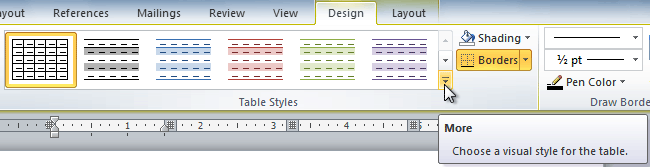 ayout References Mailings Review View Design Layout
Shading
Borders
½ pt
Pen Color
Table Styles
Draw Borde
1 2 3 4
More
Choose a visual style for the table.